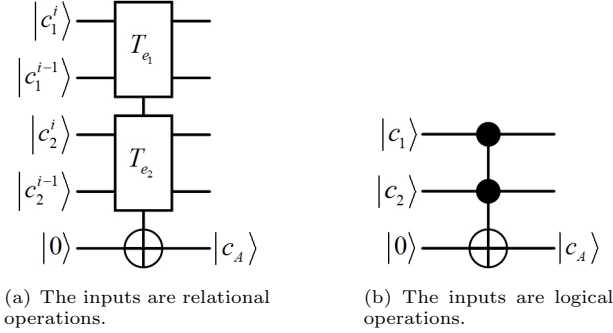 |c_1^i⟩
|c_1^{i-1}⟩
T_{e_1}
|c_2^i⟩
|c_2^{i-1}⟩
T_{e_2}
|0⟩ |c_A⟩
(a) The inputs are relational
operations.
|c_1⟩
|c_2⟩
|0⟩ |c_A⟩
(b) The inputs are logical
operations.